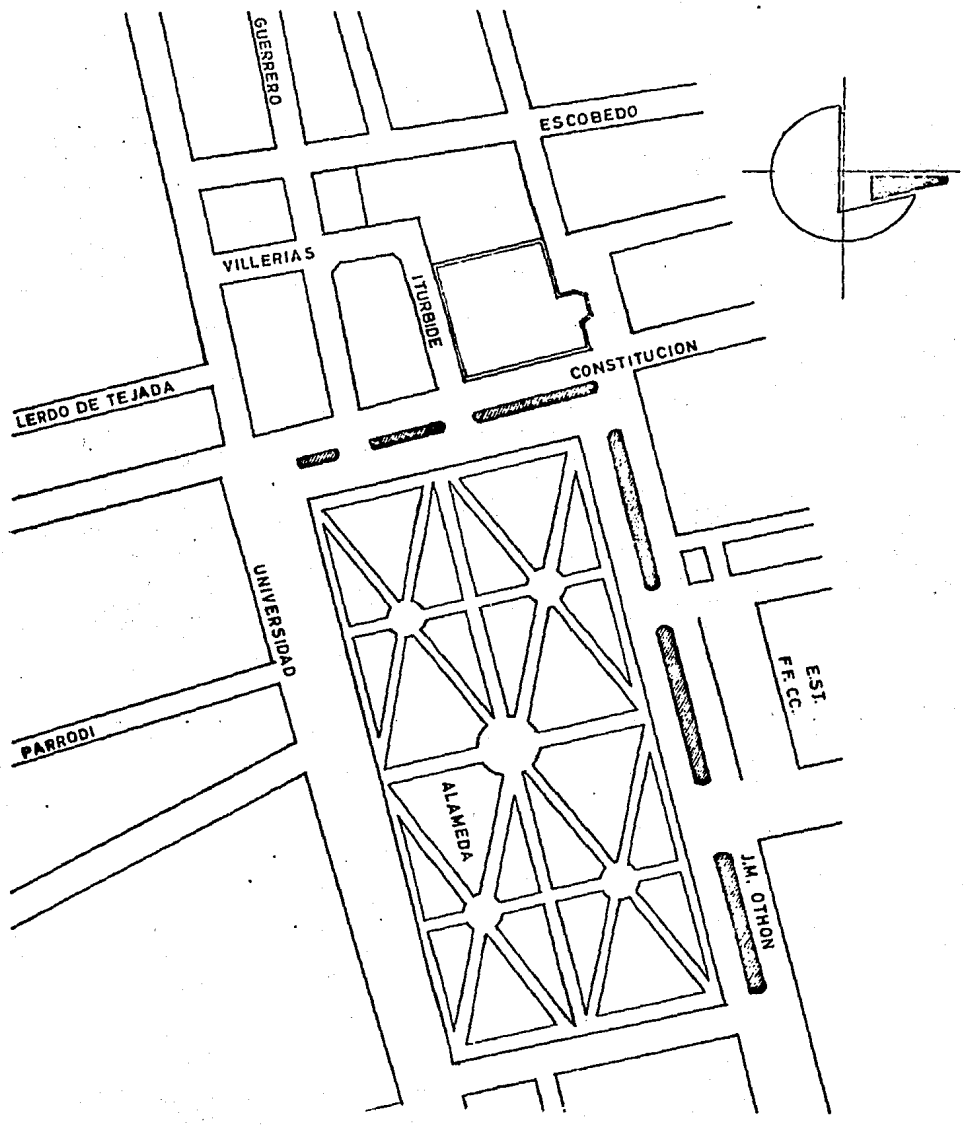 GUERRERO
ESCOBEDO
VILLERIAS
ITURBIDE
CONSTITUCION
LERDO DE TEJADA
UNIVERSIDAD
EST.
FF. CC.
PARRODI
ALAMEDA
J.M. OTHON